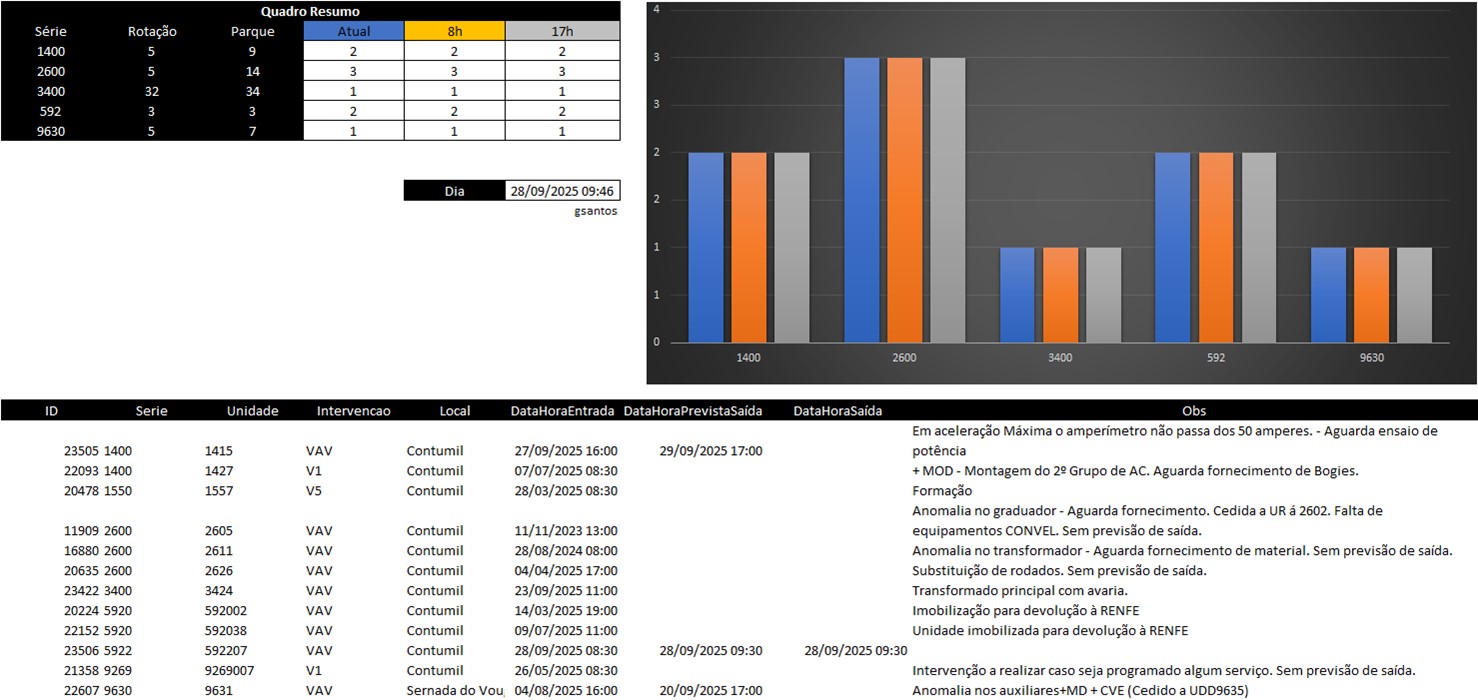 Quadro Resumo
Série Rotação Parque Atual 8h 17h
1400 5 9 2 2 2
2600 5 14 3 3 3
3400 32 34 1 1 1
592 3 3 2 2 2
9630 5 7 1 1 1
Dia 28/09/2025 09:46
gsantos
4
3
3
2
2
1
1
0
1400 2600 3400 592 9630
ID Serie Unidade Intervencao Local DataHoraEntrada DataHoraPrevistaSaída DataHoraSaída Obs
Em aceleração Máxima o amperímetro não passa dos 50 amperes. - Aguarda ensaio de
23505 1400 1415 VAV Contumil 27/09/2025 16:00 29/09/2025 17:00 potência
22093 1400 1427 V1 Contumil 07/07/2025 08:30 + MOD - Montagem do 2º Grupo de AC. Aguarda fornecimento de Bogies.
20478 1550 1557 V5 Contumil 28/03/2025 08:30 Formação
Anomalia no graduador - Aguarda fornecimento. Cedida a UR á 2602. Falta de
11909 2600 2605 VAV Contumil 11/11/2023 13:00 equipamentos CONVEL. Sem previsão de saída.
16880 2600 2611 VAV Contumil 28/08/2024 08:00 Anomalia no transformador - Aguarda fornecimento de material. Sem previsão de saída.
20635 2600 2626 VAV Contumil 04/04/2025 17:00 Substituição de rodados. Sem previsão de saída.
23422 3400 3424 VAV Contumil 23/09/2025 11:00 Transformado principal com avaria.
20224 5920 592002 VAV Contumil 14/03/2025 19:00 Imobilização para devolução à RENFE
22152 5920 592038 VAV Contumil 09/07/2025 11:00 Unidade imobilizada para devolução à RENFE
23506 5922 592207 VAV Contumil 28/09/2025 08:30 28/09/2025 09:30 28/09/2025 09:30
21358 9269 9269007 V1 Contumil 26/05/2025 08:30 Intervenção a realizar caso seja programado algum serviço. Sem previsão de saída.
22607 9630 9631 VAV Sernada do Vou 04/08/2025 16:00 20/09/2025 17:00 Anomalia nos auxiliares+MD + CVE (Cedido a UDD9635)